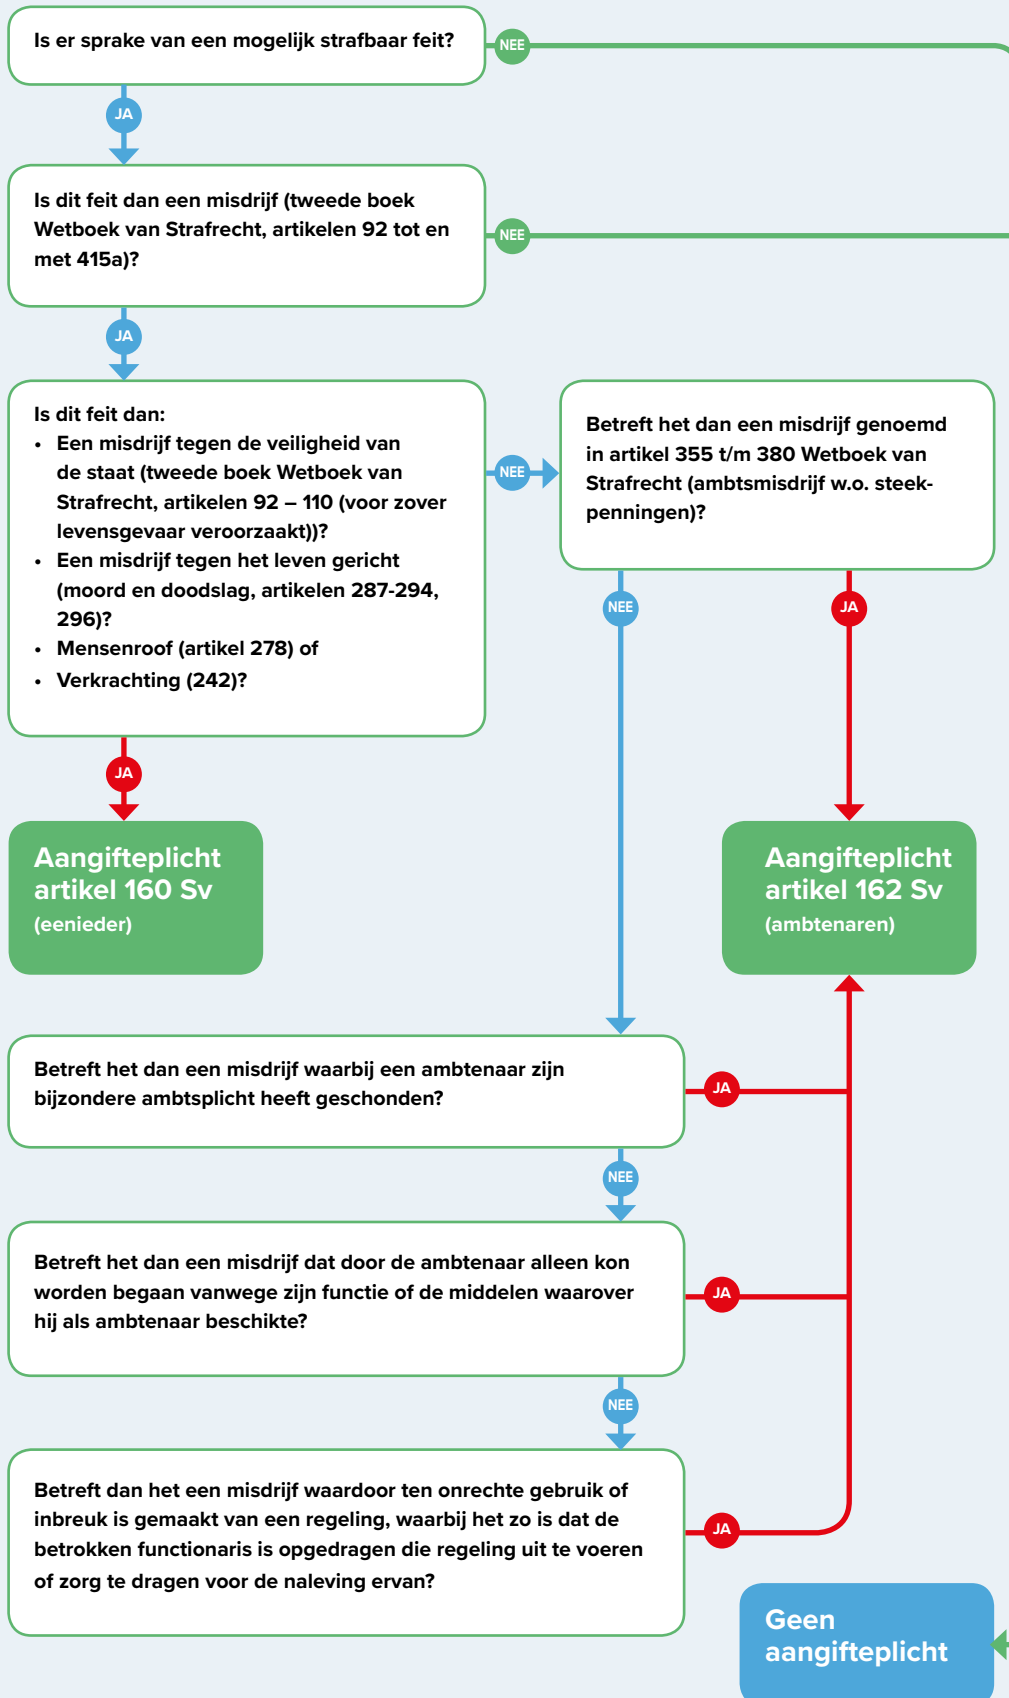 Is er sprake van een mogelijk strafbaar feit?
NEE
JA
Is dit feit dan een misdrijf (tweede boek
Wetboek van Strafrecht, artikelen 92 tot en
met 415a)?
NEE
JA
Is dit feit dan:
• Een misdrijf tegen de veiligheid van
de staat (tweede boek Wetboek van
Strafrecht, artikelen 92 – 110 (voor zover
levensgevaar veroorzaakt))?
• Een misdrijf tegen het leven gericht
(moord en doodslag, artikelen 287-294,
296)?
• Mensenroof (artikel 278) of
• Verkrachting (242)?
NEE
Betreft het dan een misdrijf genoemd
in artikel 355 t/m 380 Wetboek van
Strafrecht (ambtsmisdrijf w.o. steek-
penningen)?
NEE
JA
JA
Aangifteplicht
artikel 160 Sv
(eenieder)
Aangifteplicht
artikel 162 Sv
(ambtenaren)
Betreft het dan een misdrijf waarbij een ambtenaar zijn
bijzondere ambtsplicht heeft geschonden?
JA
NEE
Betreft het dan een misdrijf dat door de ambtenaar alleen kon
worden begaan vanwege zijn functie of de middelen waarover
hij als ambtenaar beschikte?
JA
NEE
Betreft dan het een misdrijf waardoor ten onrechte gebruik of
inbreuk is gemaakt van een regeling, waarbij het zo is dat de
betrokken functionaris is opgedragen die regeling uit te voeren
of zorg te dragen voor de naleving ervan?
JA
Geen
aangifteplicht